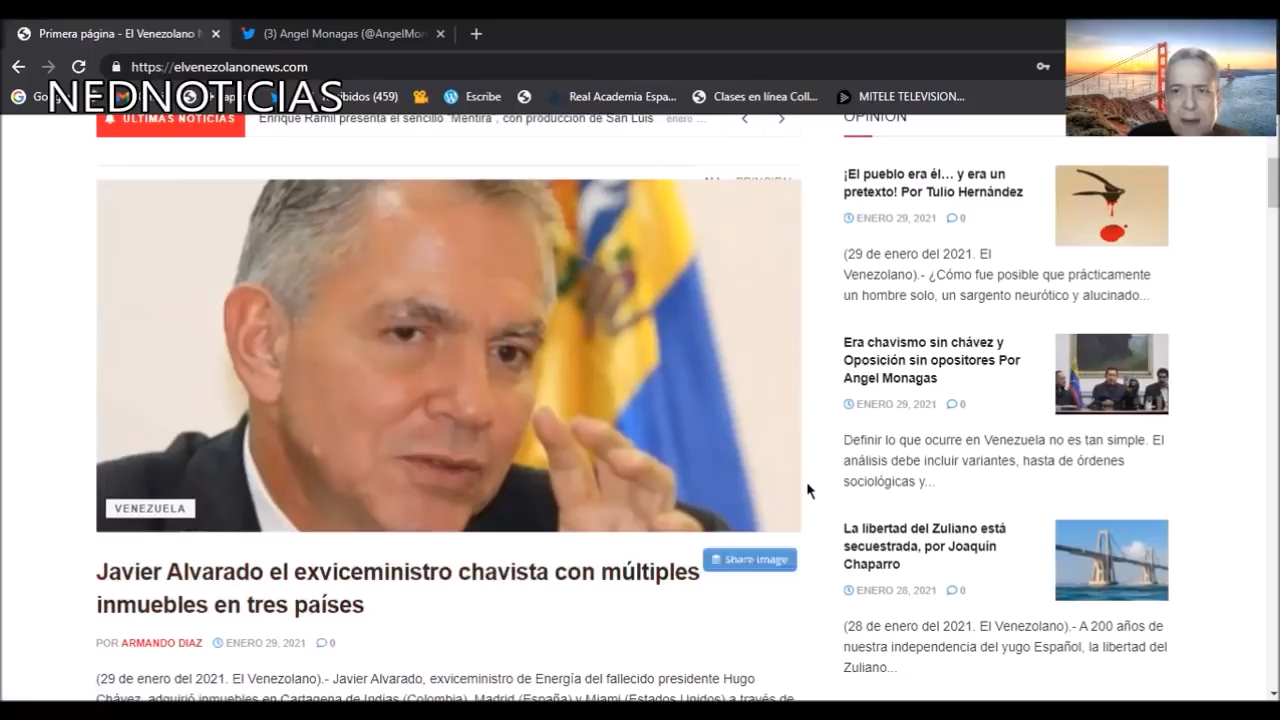 Primera página - El Venezolano
(3) Angel Monagas (@AngelMon
https://elvenezolanonews.com
NEDNOTICIAS
ibidos (459)
Escribe
Real Academia Espa...
Clases en línea Coll...
MITELE TELEVISION...
ÚLTIMAS NOTICIAS
Enrique Ramil presenta el sencillo "Mentira", con producción de San Luis
enero ...
OPINIÓN
PRINCIPAL
¡El pueblo era él… y era un
pretexto! Por Tulio Hernández
ENERO 29, 2021 0
(29 de enero del 2021. El
Venezolano).- ¿Cómo fue posible que prácticamente
un hombre solo, un sargento neurótico y alucinado...
Era chavismo sin chávez y
Oposición sin opositores Por
Angel Monagas
ENERO 29, 2021 0
Definir lo que ocurre en Venezuela no es tan simple. El
análisis debe incluir variantes, hasta de órdenes
sociológicas y...
La libertad del Zuliano está
secuestrada, por Joaquín
Chaparro
ENERO 28, 2021 0
(28 de enero del 2021. El Venezolano).- A 200 años de
nuestra independencia del yugo Español, la libertad del
Zuliano...
VENEZUELA
Share image
Javier Alvarado el exviceministro chavista con múltiples
inmuebles en tres países
POR ARMANDO DIAZ ENERO 29, 2021 0
(29 de enero del 2021. El Venezolano).- Javier Alvarado, exviceministro de Energía del fallecido presidente Hugo
Chávez, adquirió inmuebles en Cartagena de Indias (Colombia), Madrid (España) y Miami (Estados Unidos) a través de